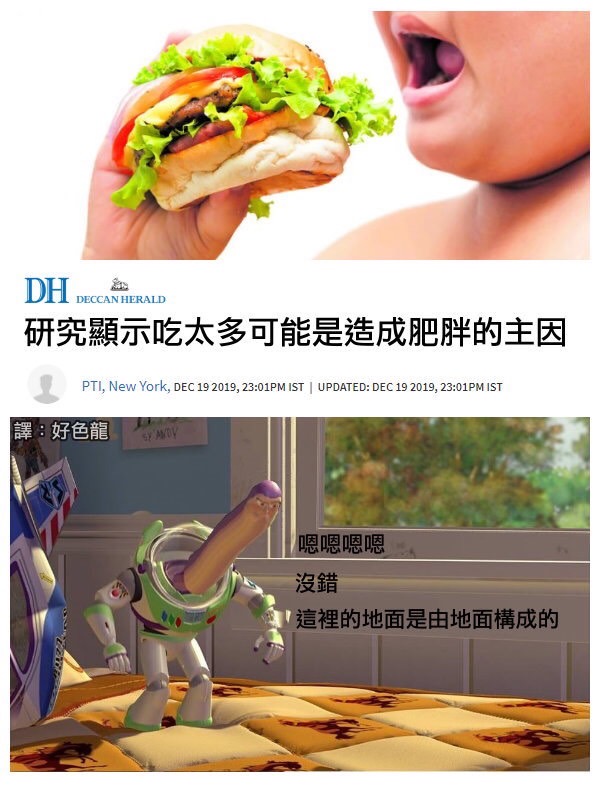 DH DECCAN HERALD
研究顯示吃太多可能是造成肥胖的主因
PTI, New York, DEC 19 2019, 23:01PM IST | UPDATED: DEC 19 2019, 23:01PM IST
譯：好色龍
BY ANDY
嗯嗯嗯嗯
沒錯
這裡的地面是由地面構成的